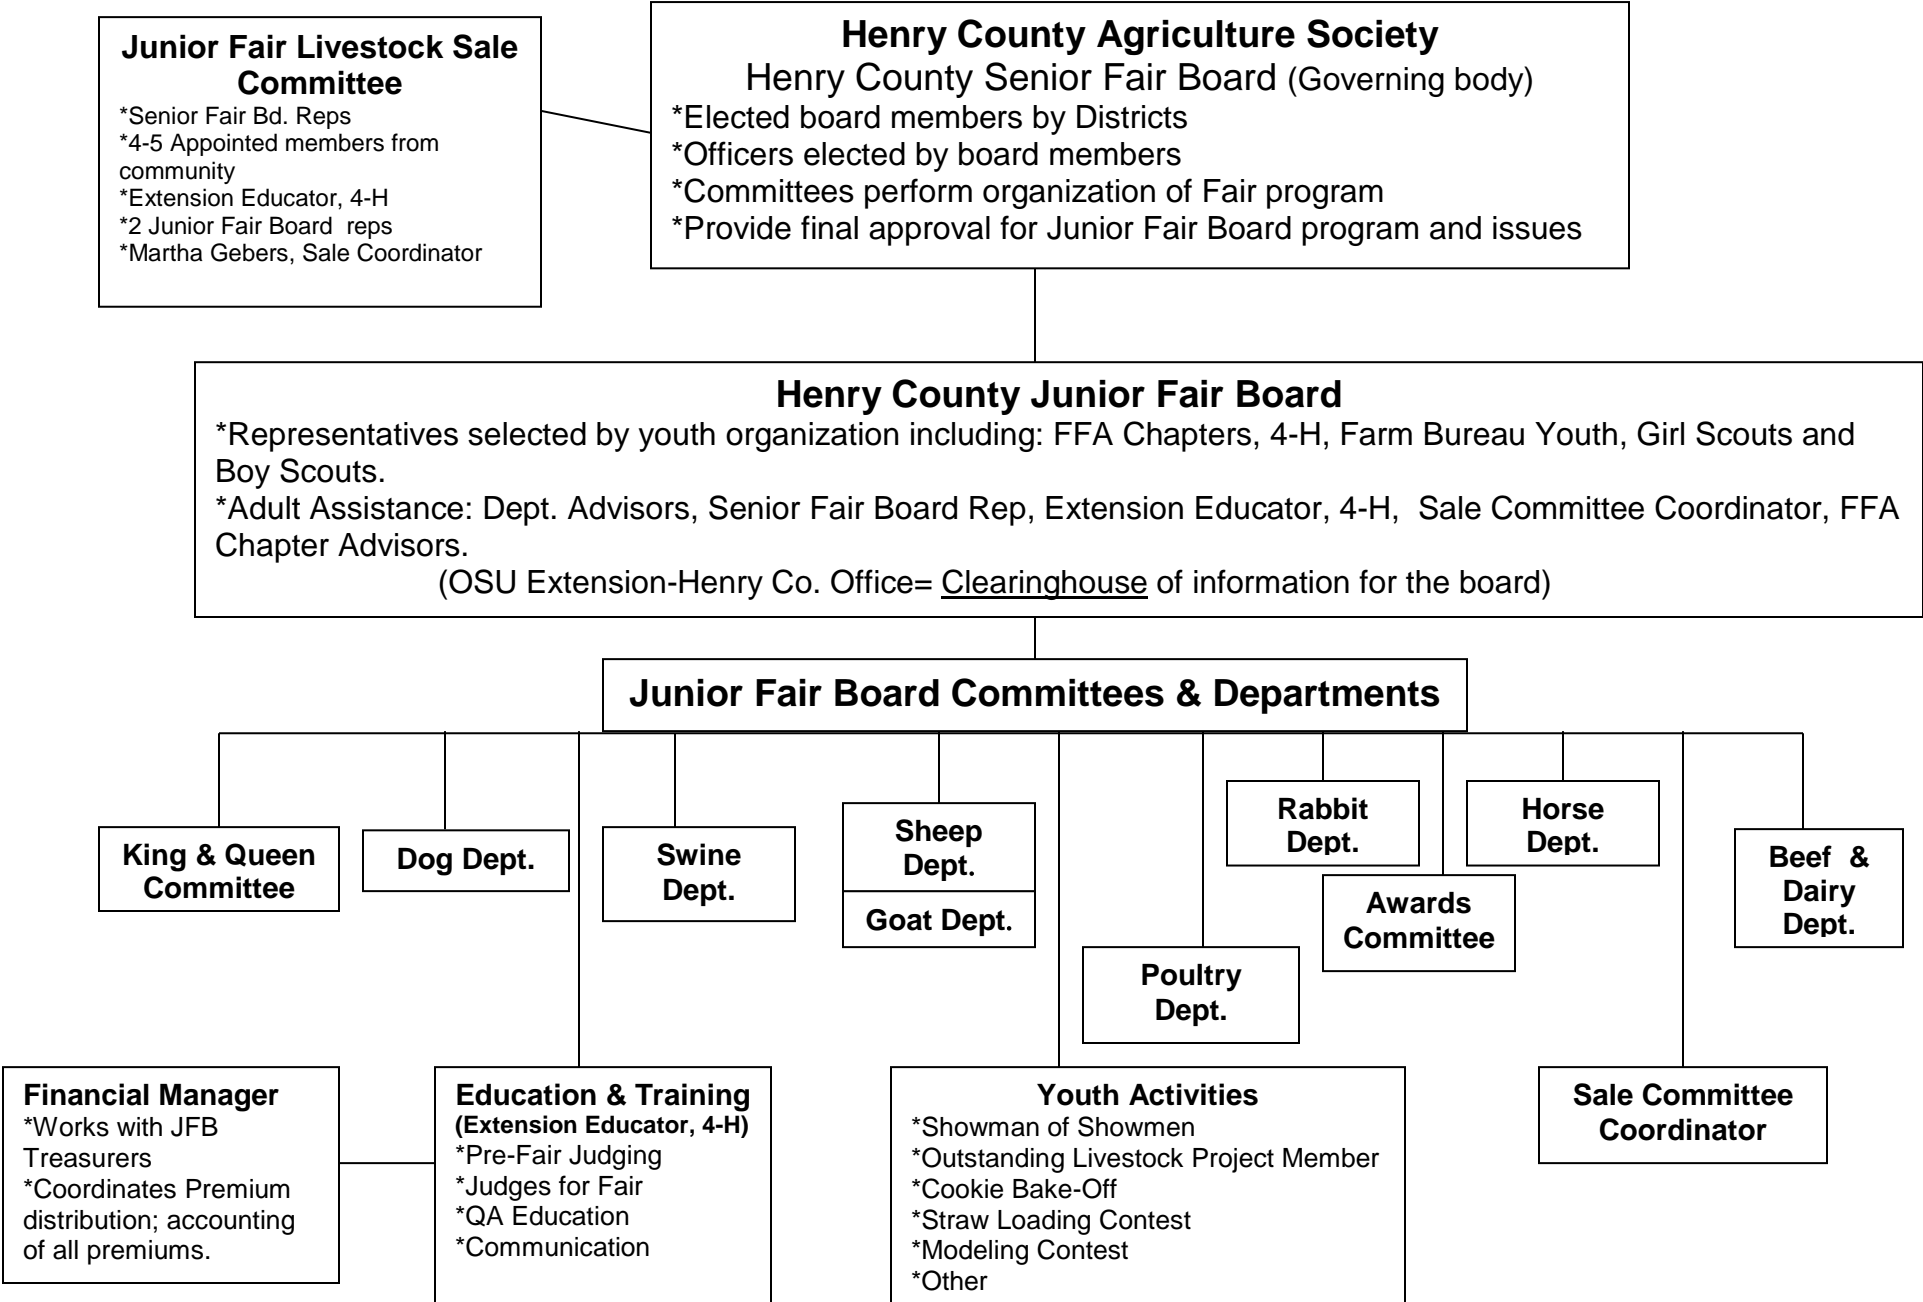 Junior Fair Livestock Sale
Committee
*Senior Fair Bd. Reps
*4-5 Appointed members from
community
*Extension Educator, 4-H
*2 Junior Fair Board  reps
*Martha Gebers, Sale Coordinator
Henry County Agriculture Society
Henry County Senior Fair Board (Governing body)
*Elected board members by Districts
*Officers elected by board members
*Committees perform organization of Fair program
*Provide final approval for Junior Fair Board program and issues
Henry County Junior Fair Board
*Representatives selected by youth organization including: FFA Chapters, 4-H, Farm Bureau Youth, Girl Scouts and
Boy Scouts.
*Adult Assistance: Dept. Advisors, Senior Fair Board Rep, Extension Educator, 4-H,  Sale Committee Coordinator, FFA
Chapter Advisors.
(OSU Extension-Henry Co. Office= Clearinghouse of information for the board)
Junior Fair Board Committees & Departments
King & Queen
Committee
Dog Dept.
Swine
Dept.
Sheep
Dept.
Goat Dept.
Poultry
Dept.
Rabbit
Dept.
Awards
Committee
Horse
Dept.
Beef  &
Dairy
Dept.
Financial Manager
*Works with JFB
Treasurers
*Coordinates Premium
distribution; accounting
of all premiums.
Education & Training
(Extension Educator, 4-H)
*Pre-Fair Judging
*Judges for Fair
*QA Education
*Communication
Youth Activities
*Showman of Showmen
*Outstanding Livestock Project Member
*Cookie Bake-Off
*Straw Loading Contest
*Modeling Contest
*Other
Sale Committee
Coordinator